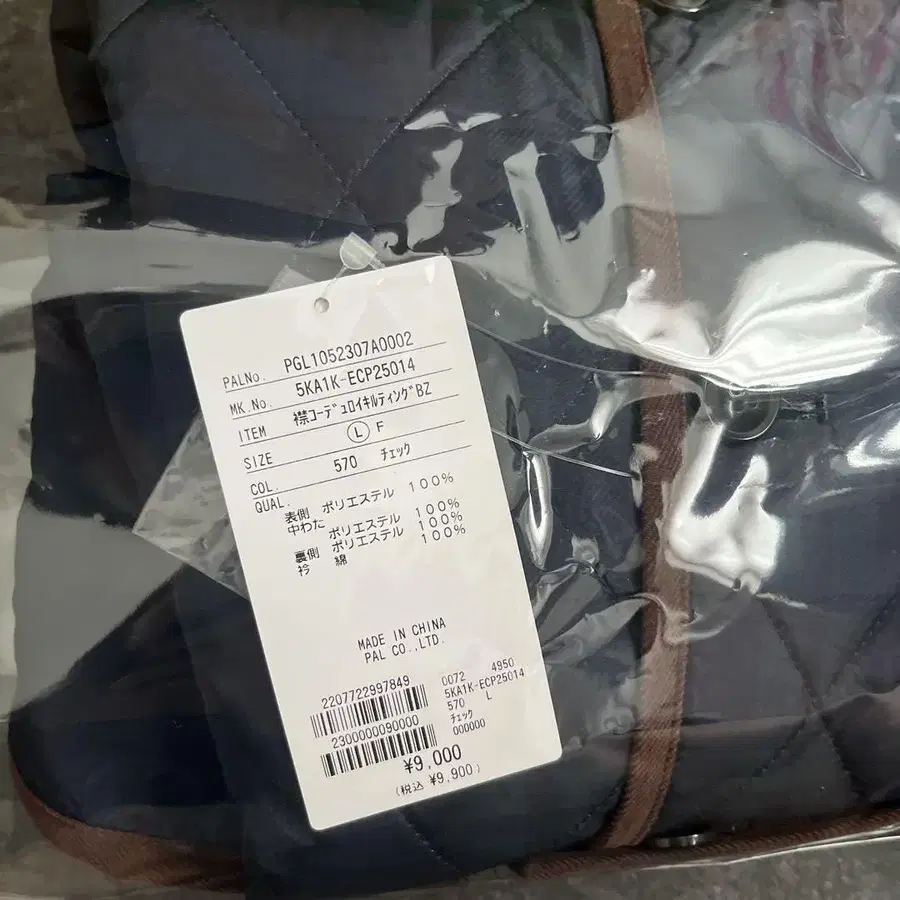 PALNo. PGL1052307A0002
MK.No. 5KA1K-ECP25014
ITEM 襟ｺｰﾃﾞｭﾛｲｷﾙﾃｨﾝｸﾞBZ
SIZE L F
COL. 570 ﾁｪｯｸ
QUAL.
表側 ポリエステル 100%
中わた ポリエステル 100%
裏側 ポリエステル 100%
衿 綿 100%
MADE IN CHINA
PAL CO.,LTD.
2207722997849
2300000090000
0072 4950
5KA1K-ECP25014
570 L
ﾁｪｯｸ
000000
¥9,000
(税込 ¥9,900)